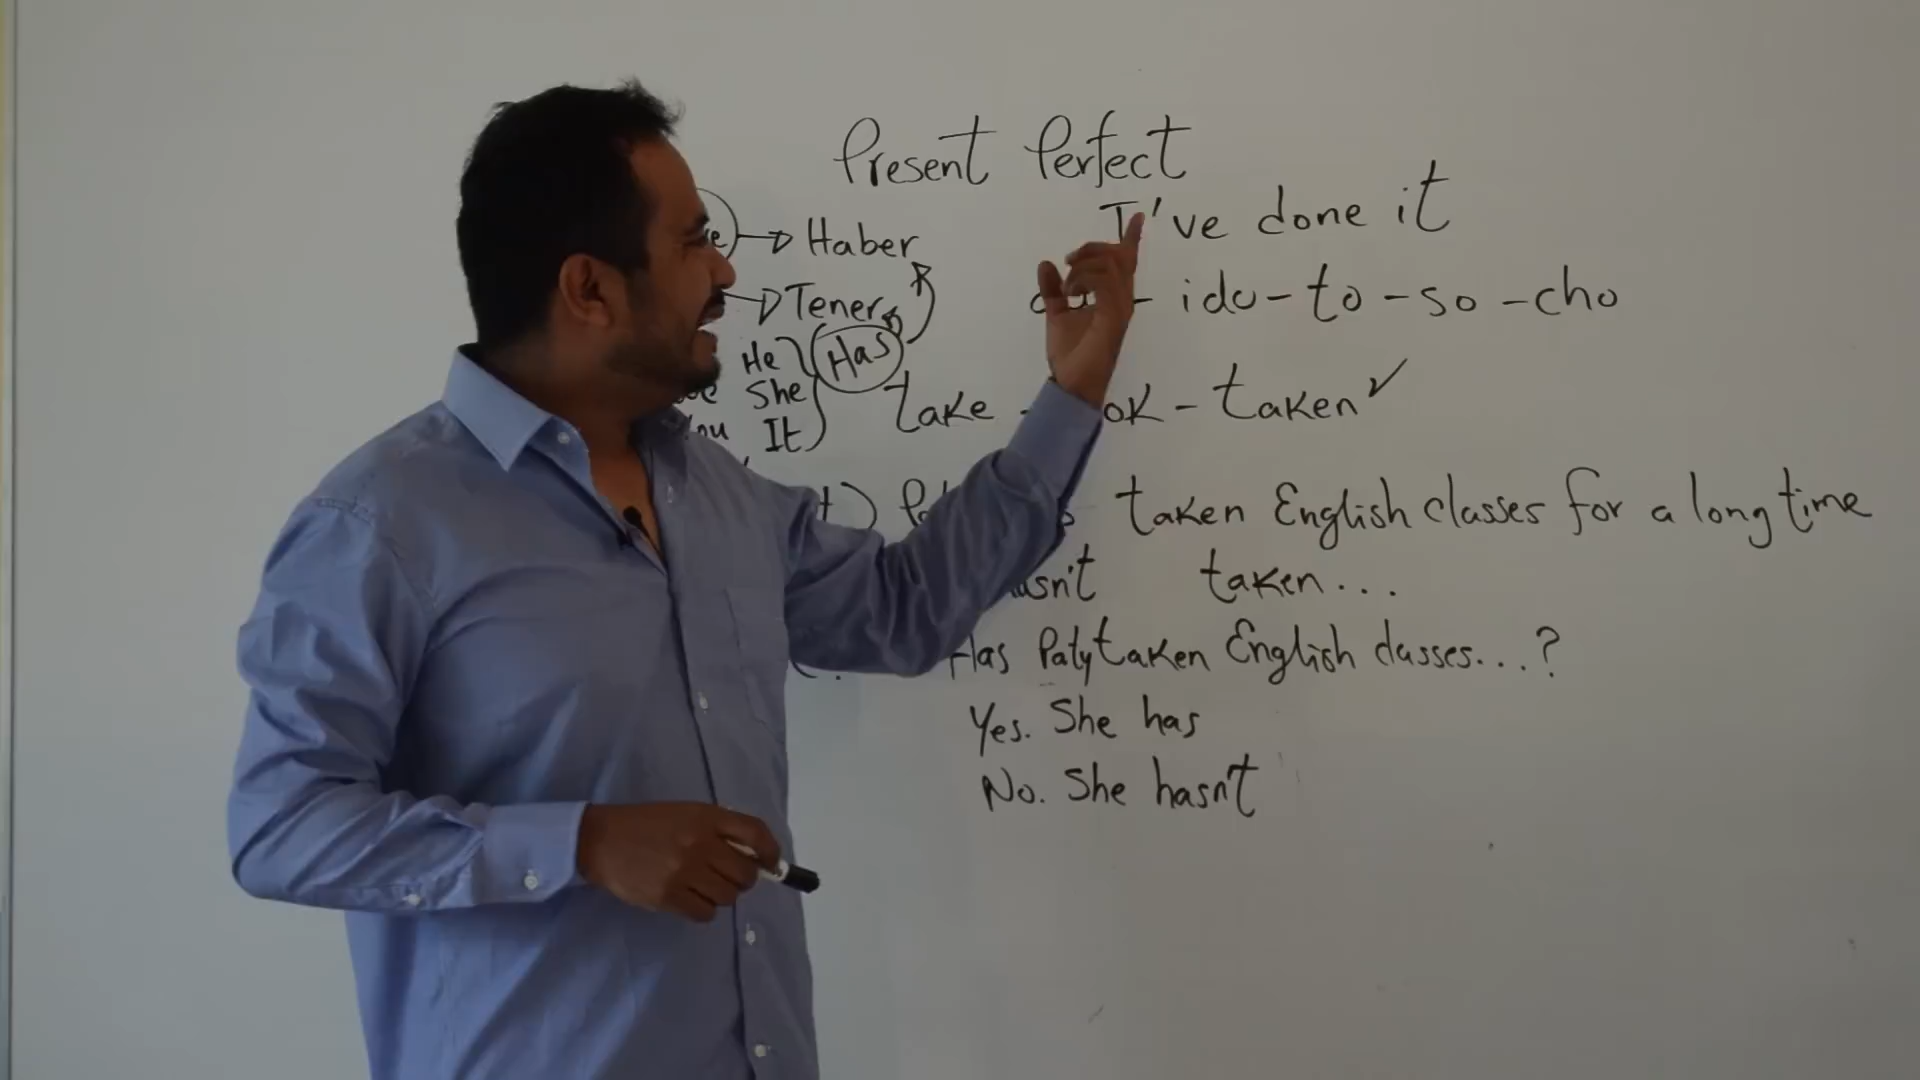 Present Perfect
I've done it
Haber
ido-to-so-cho
Tener
He Has
She
It
take - taken✓
taken English classes for a long time
taken...
Has Paty taken English classes...?
Yes. She has
No. She hasn't